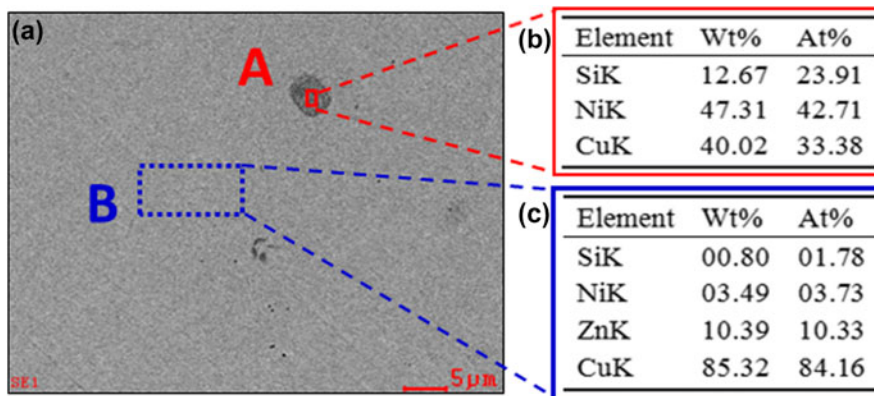 (a)
A
B
SE1
5µm
(b)
Element Wt% At%
SiK 12.67 23.91
NiK 47.31 42.71
CuK 40.02 33.38
(c)
Element Wt% At%
SiK 00.80 01.78
NiK 03.49 03.73
ZnK 10.39 10.33
CuK 85.32 84.16